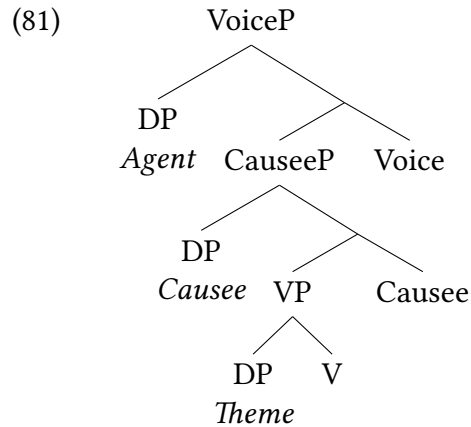 (81) VoiceP
DP
Agent CauseeP Voice
DP
Causee VP Causee
DP V
Theme